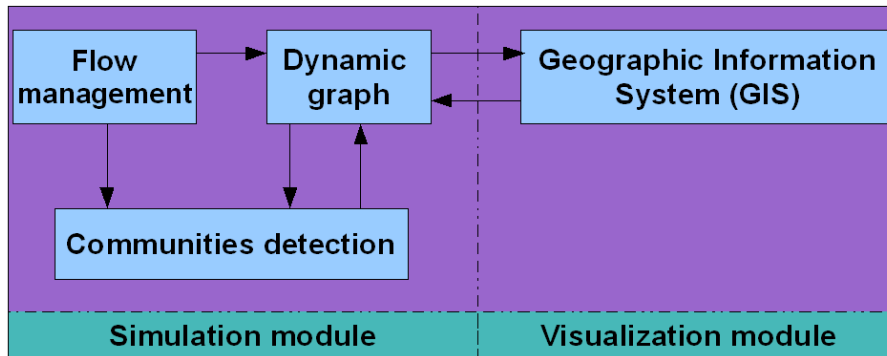 Flow
management
Dynamic
graph
Geographic Information
System (GIS)
Communities detection
Simulation module
Visualization module